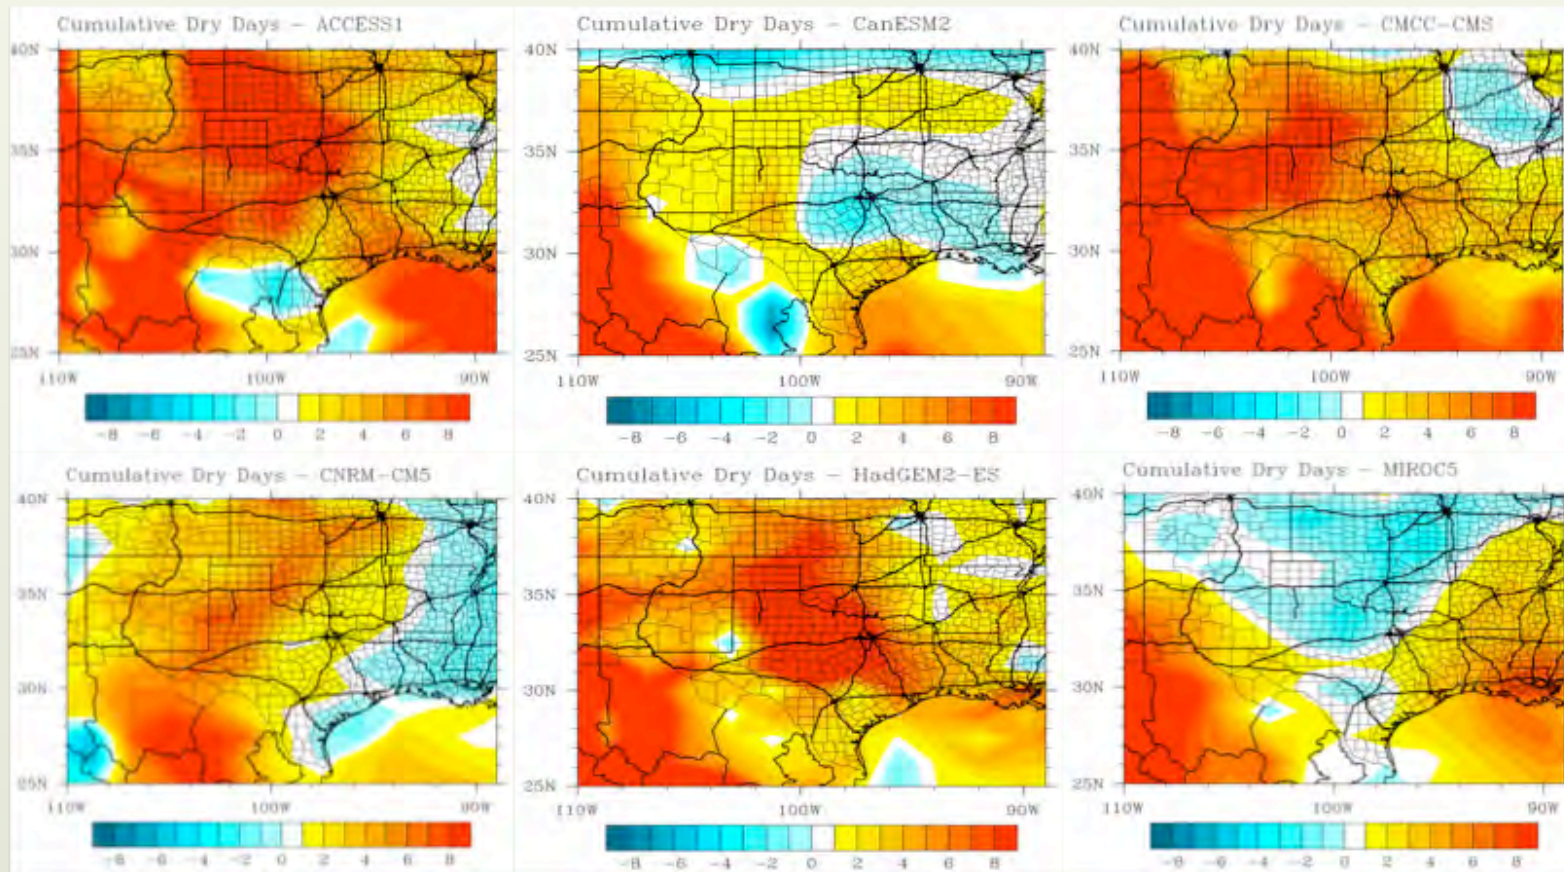 Cumulative Dry Days – ACCESS1
40N
35N
30N
25N
110W 100W 90W
-8 -6 -4 -2 0 2 4 6 8
Cumulative Dry Days – CanESM2
40N
35N
30N
25N
110W 100W 90W
-8 -6 -4 -2 0 2 4 6 8
Cumulative Dry Days – CMCC-CMS
40N
35N
30N
25N
110W 100W 90W
-8 -6 -4 -2 0 2 4 6 8
Cumulative Dry Days – CNRM-CM5
40N
35N
30N
25N
110W 100W 90W
-8 -6 -4 -2 0 2 4 6 8
Cumulative Dry Days – HadGEM2-ES
40N
35N
30N
25N
110W 100W 90W
-8 -6 -4 -2 0 2 4 6 8
Cumulative Dry Days – MIROC5
40N
35N
30N
25N
110W 100W 90W
-8 -6 -4 -2 0 2 4 6 8